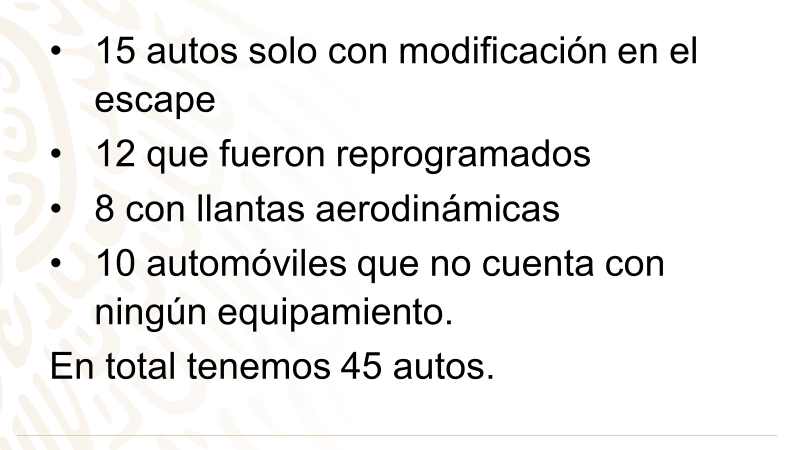 • 15 autos solo con modificación en el
escape
• 12 que fueron reprogramados
• 8 con llantas aerodinámicas
• 10 automóviles que no cuenta con
ningún equipamiento.
En total tenemos 45 autos.